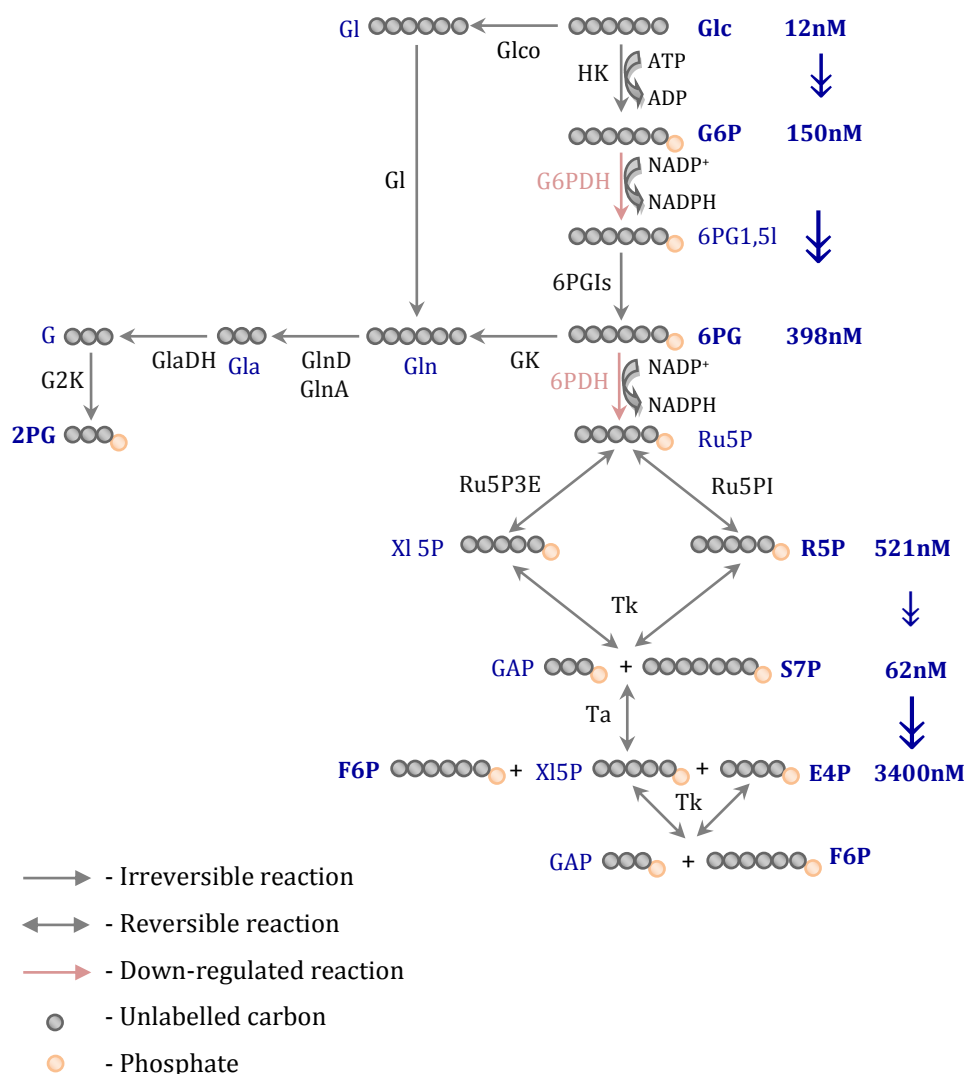 Gl Glc 12nM
Glco
HK ATP
ADP
G6P 150nM
Gl G6PDH NADP⁺
NADPH
6PG1,5l
6PGIs
G 6PG 398nM
GlaDH Gla GlnD Gln GK
GlnA
G2K 6PDH NADP⁺
NADPH
2PG Ru5P
Ru5P3E Ru5PI
Xl 5P R5P 521nM
Tk
GAP + S7P 62nM
Ta
F6P + Xl5P + E4P 3400nM
Tk
GAP + F6P
- Irreversible reaction
- Reversible reaction
- Down-regulated reaction
- Unlabelled carbon
- Phosphate